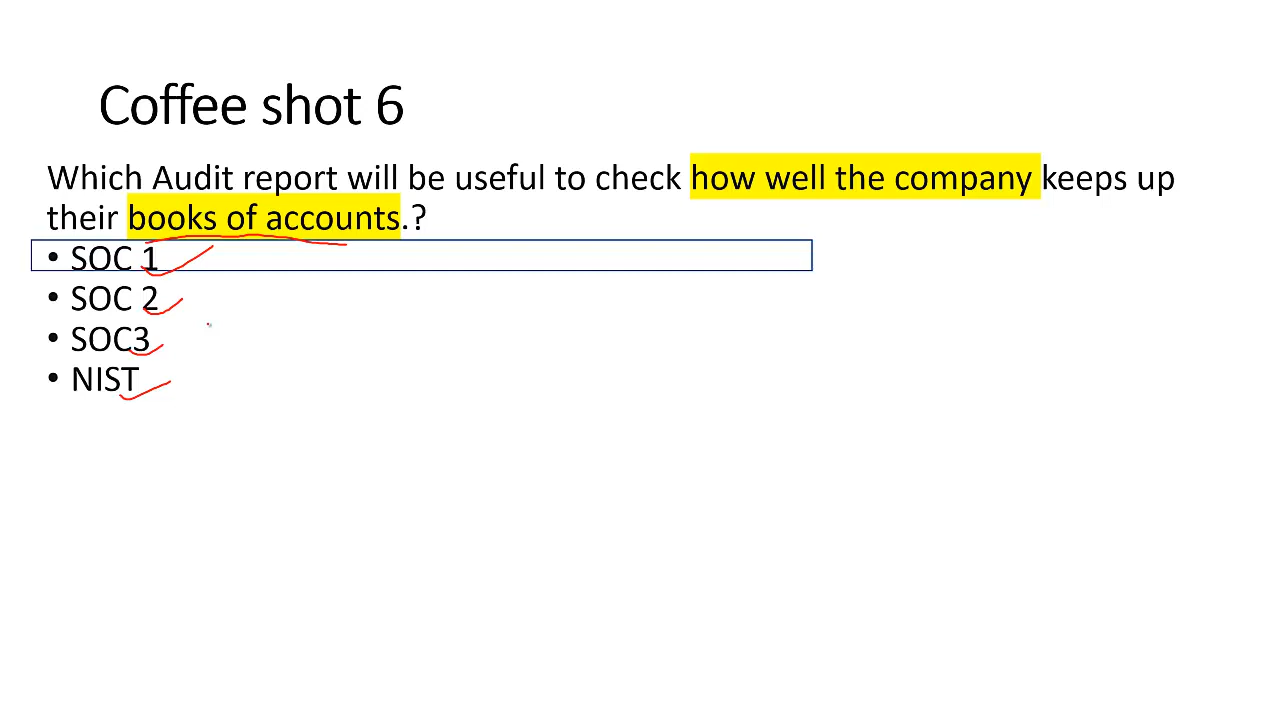 Coffee shot 6
Which Audit report will be useful to check how well the company keeps up
their books of accounts.?
• SOC 1
• SOC 2
• SOC3
• NIST